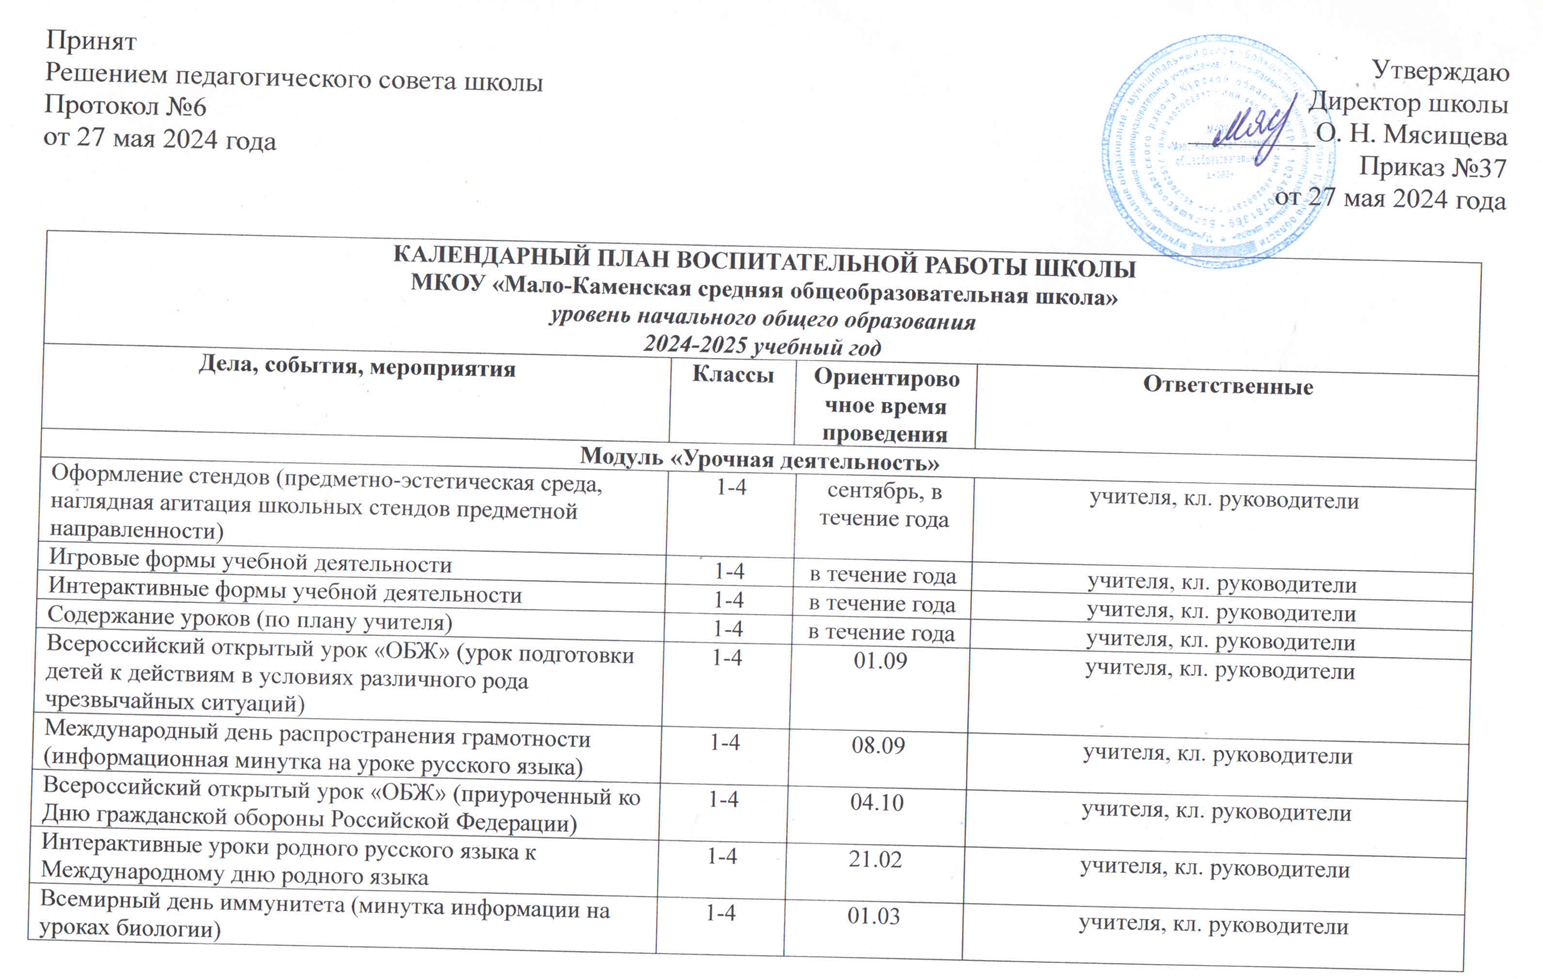 Принят
Решением педагогического совета школы
Протокол №6
от 27 мая 2024 года
Утверждаю
Директор школы
О. Н. Мясищева
Приказ №37
от 27 мая 2024 года
КАЛЕНДАРНЫЙ ПЛАН ВОСПИТАТЕЛЬНОЙ РАБОТЫ ШКОЛЫ
МКОУ «Мало-Каменская средняя общеобразовательная школа»
уровень начального общего образования
2024-2025 учебный год
Дела, события, мероприятия
Классы
Ориентирово
чное время
проведения
Ответственные
Модуль «Урочная деятельность»
Оформление стендов (предметно-эстетическая среда,
наглядная агитация школьных стендов предметной
направленности)
1-4
сентябрь, в
течение года
учителя, кл. руководители
Игровые формы учебной деятельности
1-4
в течение года
учителя, кл. руководители
Интерактивные формы учебной деятельности
1-4
в течение года
учителя, кл. руководители
Содержание уроков (по плану учителя)
1-4
в течение года
учителя, кл. руководители
Всероссийский открытый урок «ОБЖ» (урок подготовки
детей к действиям в условиях различного рода
чрезвычайных ситуаций)
1-4
01.09
учителя, кл. руководители
Международный день распространения грамотности
(информационная минутка на уроке русского языка)
1-4
08.09
учителя, кл. руководители
Всероссийский открытый урок «ОБЖ» (приуроченный ко
Дню гражданской обороны Российской Федерации)
1-4
04.10
учителя, кл. руководители
Интерактивные уроки родного русского языка к
Международному дню родного языка
1-4
21.02
учителя, кл. руководители
Всемирный день иммунитета (минутка информации на
уроках биологии)
1-4
01.03
учителя, кл. руководители